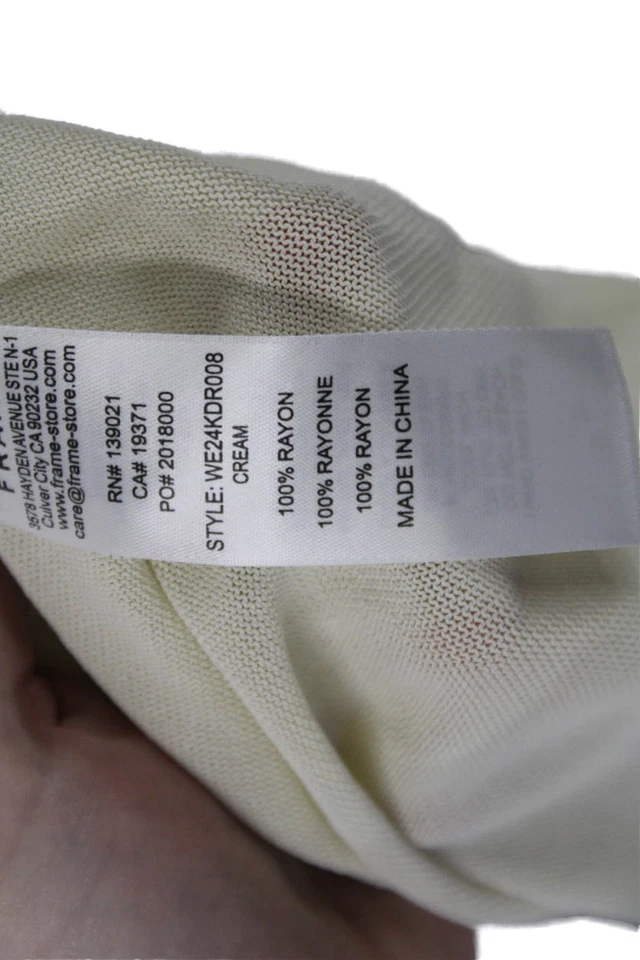 3678 HAYDEN AVENUE STE N-1
Culver City CA 90232 USA
www.frame-store.com
care@frame-store.com
RN# 139021
CA# 19371
PO# 2018000
STYLE: WE24KDR008
CREAM
100% RAYON
100% RAYONNE
100% RAYON
MADE IN CHINA